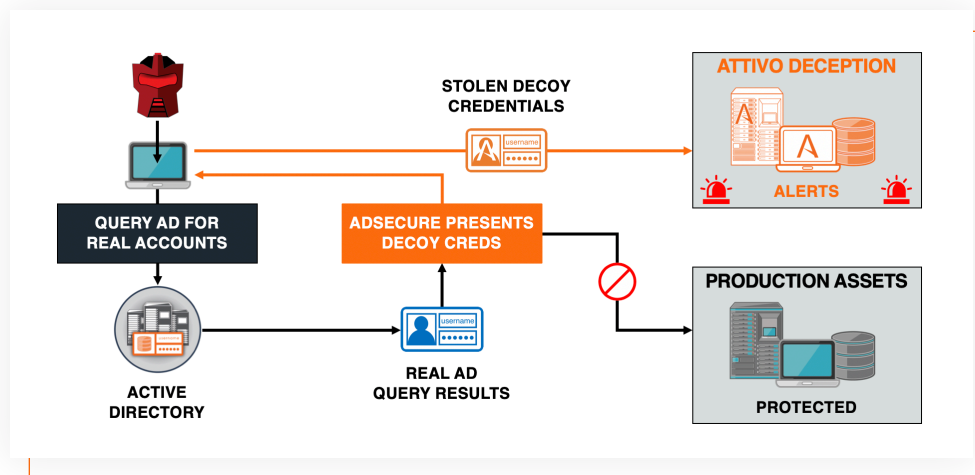 STOLEN DECOY
CREDENTIALS
username
ATTIVO DECEPTION
ALERTS
QUERY AD FOR
REAL ACCOUNTS
ADSECURE PRESENTS
DECOY CREDS
username
ACTIVE
DIRECTORY
REAL AD
QUERY RESULTS
PRODUCTION ASSETS
PROTECTED